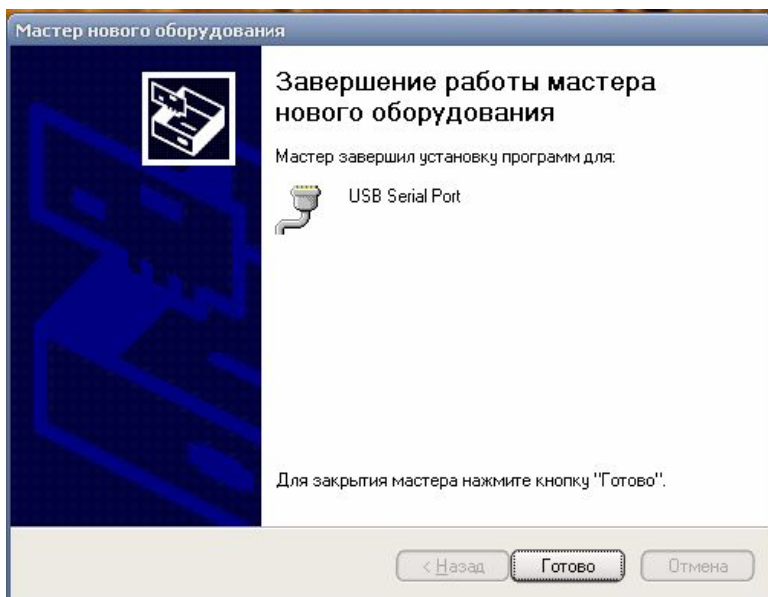 Мастер нового оборудования
Завершение работы мастера
нового оборудования
Мастер завершил установку программ для:
USB Serial Port
Для закрытия мастера нажмите кнопку "Готово".
< Назад
Готово
Отмена